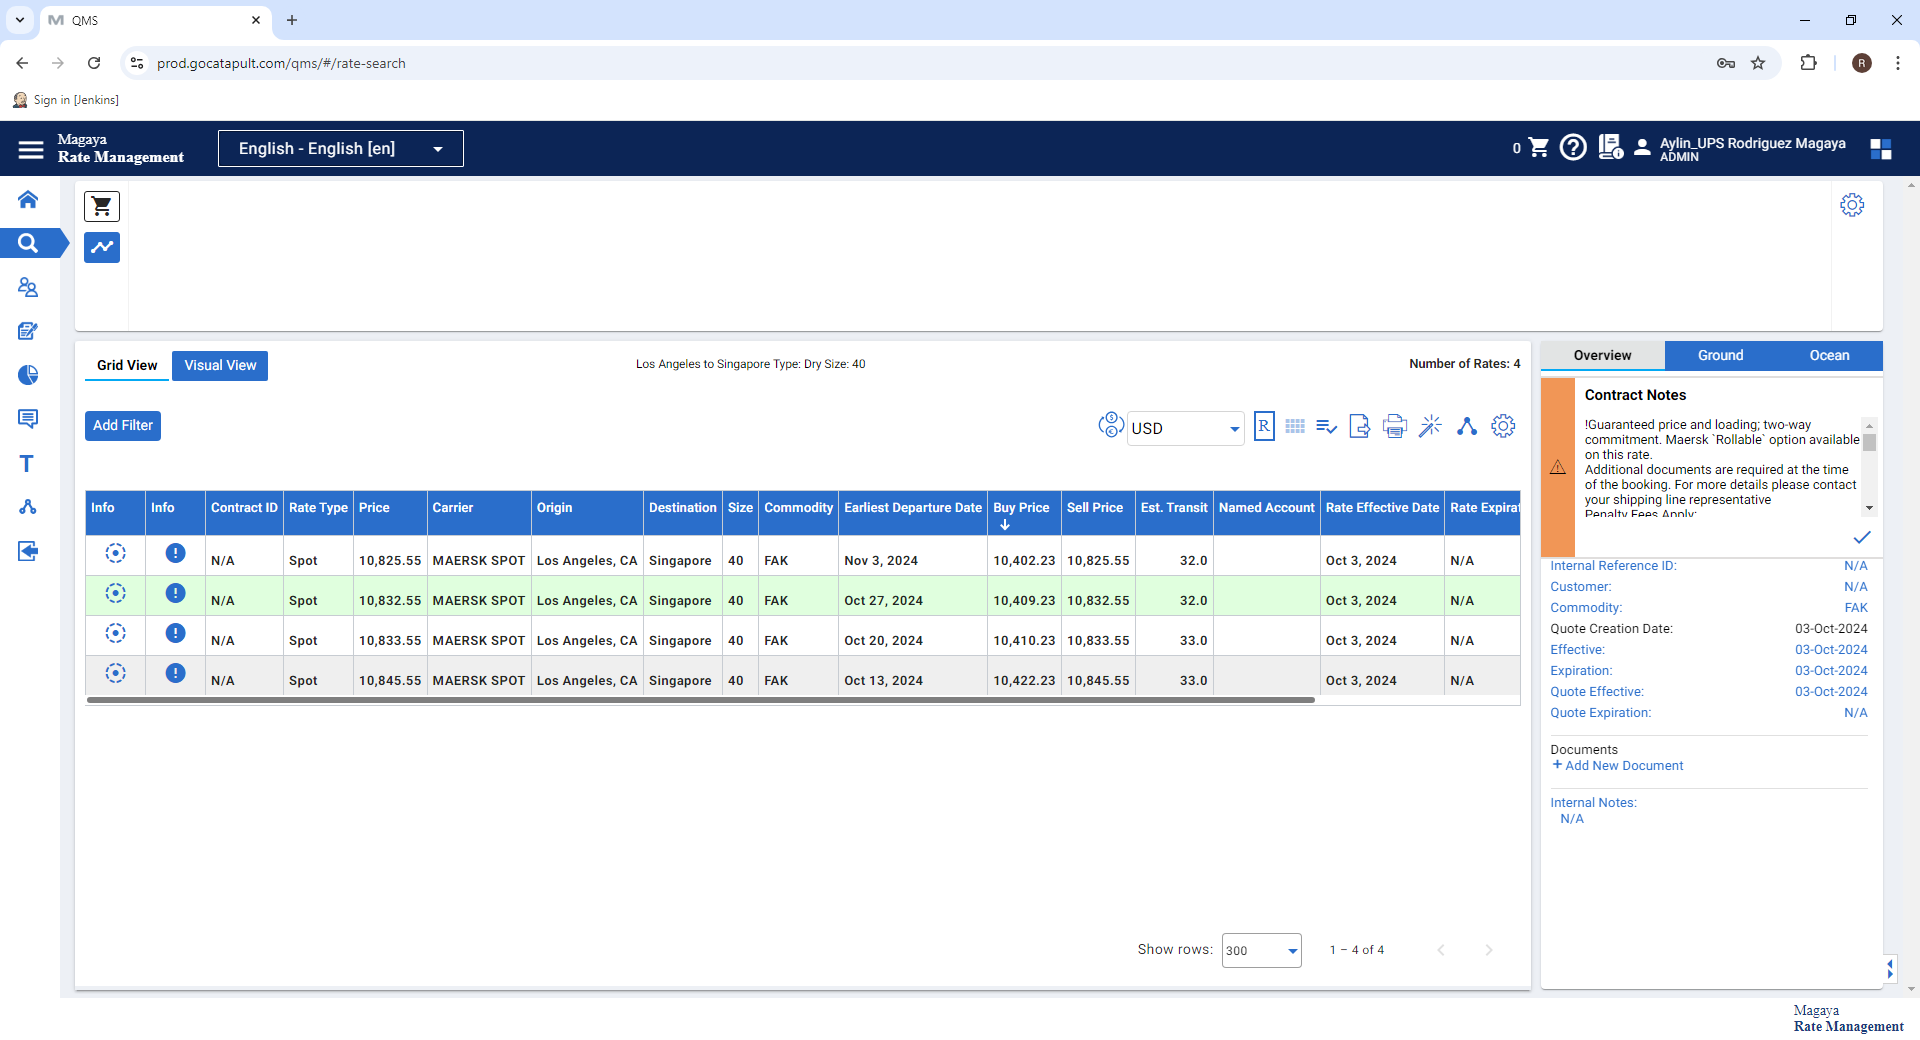 QMS
prod.gocatapult.com/qms/#/rate-search
R
Sign in [Jenkins]
Magaya
Rate Management
English - English [en]
0
Aylin_UPS Rodriguez Magaya
ADMIN
Grid View
Visual View
Los Angeles to Singapore Type: Dry Size: 40
Number of Rates: 4
Add Filter
USD
R
Info Info Contract ID Rate Type Price Carrier Origin Destination Size Commodity Earliest Departure Date Buy Price Sell Price Est. Transit Named Account Rate Effective Date Rate Expirat
N/A Spot 10,825.55 MAERSK SPOT Los Angeles, CA Singapore 40 FAK Nov 3, 2024 10,402.23 10,825.55 32.0 Oct 3, 2024 N/A
N/A Spot 10,832.55 MAERSK SPOT Los Angeles, CA Singapore 40 FAK Oct 27, 2024 10,409.23 10,832.55 32.0 Oct 3, 2024 N/A
N/A Spot 10,833.55 MAERSK SPOT Los Angeles, CA Singapore 40 FAK Oct 20, 2024 10,410.23 10,833.55 33.0 Oct 3, 2024 N/A
N/A Spot 10,845.55 MAERSK SPOT Los Angeles, CA Singapore 40 FAK Oct 13, 2024 10,422.23 10,845.55 33.0 Oct 3, 2024 N/A
Show rows: 300 1 – 4 of 4
Overview Ground Ocean
Contract Notes
!Guaranteed price and loading; two-way
commitment. Maersk `Rollable` option available
on this rate.
Additional documents are required at the time
of the booking. For more details please contact
your shipping line representative
Penalty Fees Apply:
Internal Reference ID: N/A
Customer: N/A
Commodity: FAK
Quote Creation Date: 03-Oct-2024
Effective: 03-Oct-2024
Expiration: 03-Oct-2024
Quote Effective: 03-Oct-2024
Quote Expiration: N/A
Documents
+ Add New Document
Internal Notes:
N/A
Magaya
Rate Management